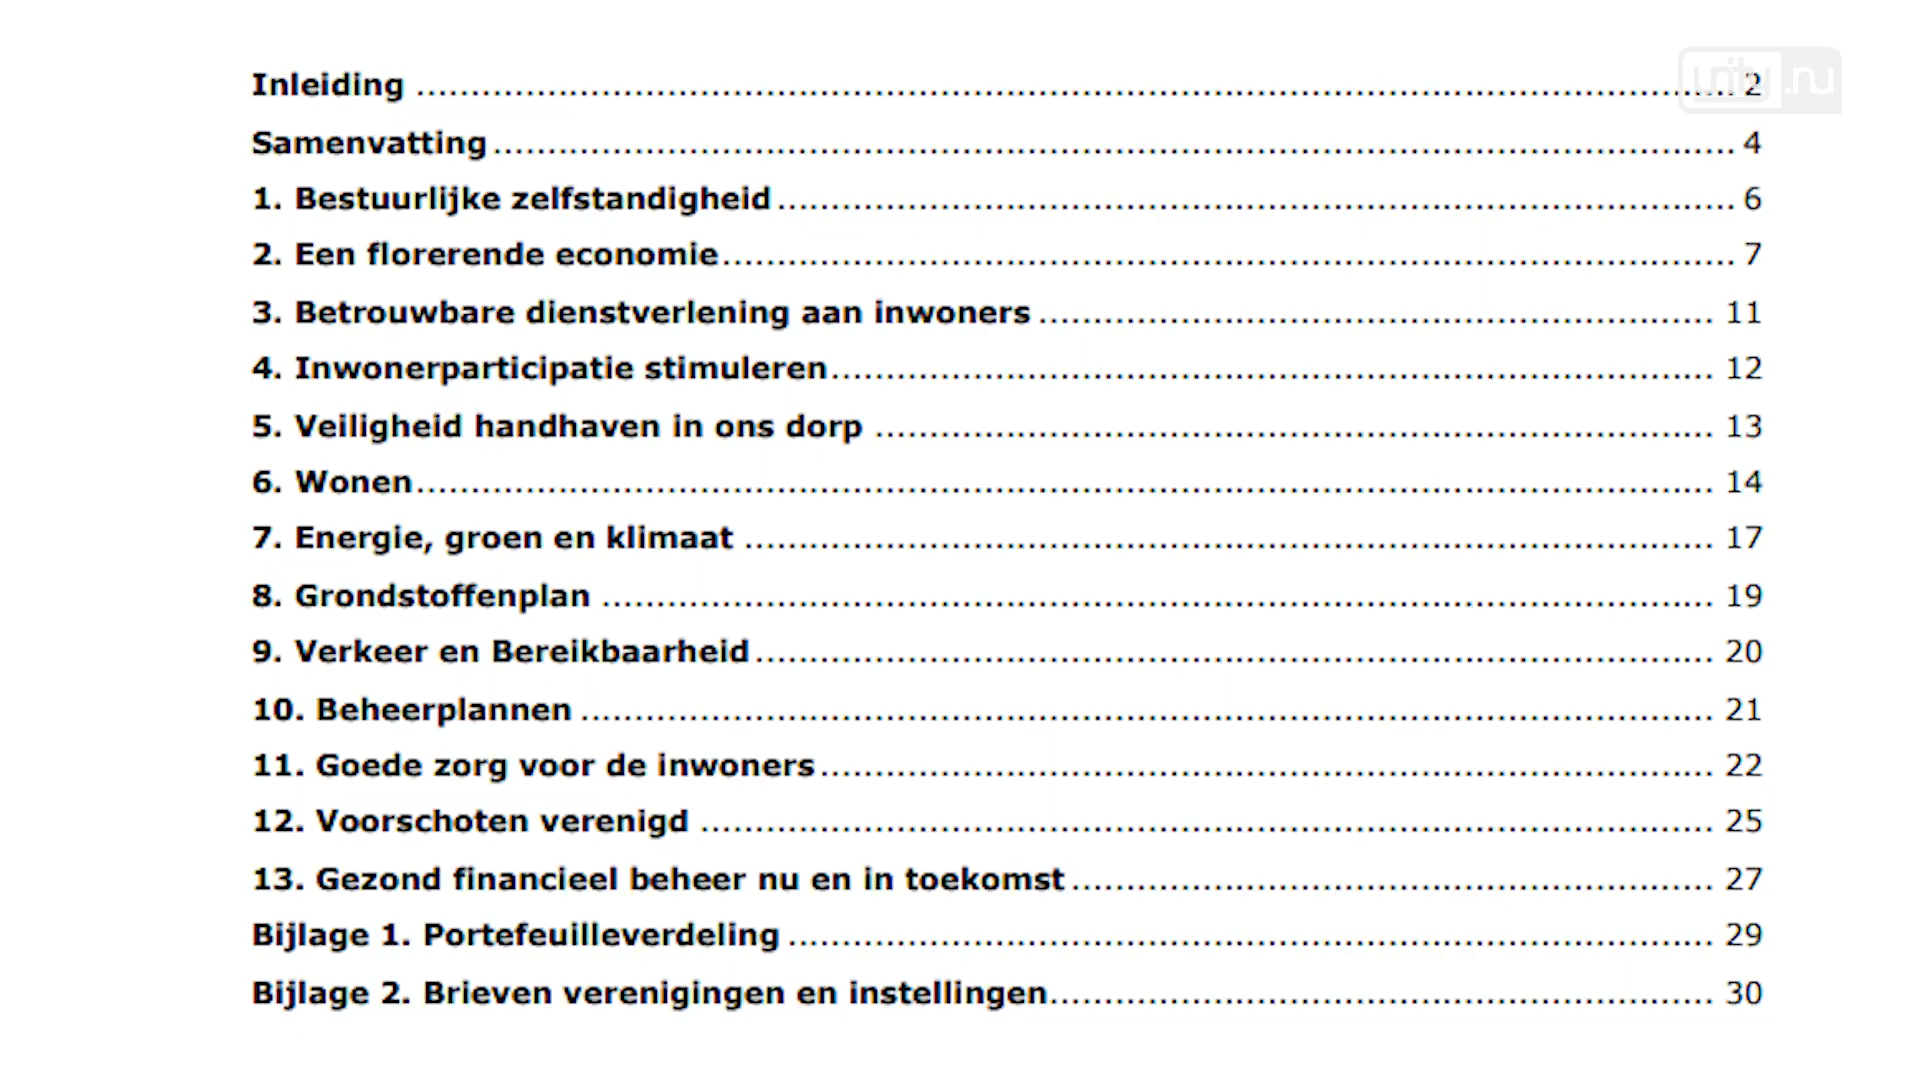 unity.nu
Inleiding ........................................................ 2
Samenvatting ........................................................ 4
1. Bestuurlijke zelfstandigheid ........................................................ 6
2. Een florerende economie ........................................................ 7
3. Betrouwbare dienstverlening aan inwoners ........................................................ 11
4. Inwonerparticipatie stimuleren ........................................................ 12
5. Veiligheid handhaven in ons dorp ........................................................ 13
6. Wonen ........................................................ 14
7. Energie, groen en klimaat ........................................................ 17
8. Grondstoffenplan ........................................................ 19
9. Verkeer en Bereikbaarheid ........................................................ 20
10. Beheerplannen ........................................................ 21
11. Goede zorg voor de inwoners ........................................................ 22
12. Voorschoten verenigd ........................................................ 25
13. Gezond financieel beheer nu en in toekomst ........................................................ 27
Bijlage 1. Portefeuilleverdeling ........................................................ 29
Bijlage 2. Brieven verenigingen en instellingen ........................................................ 30